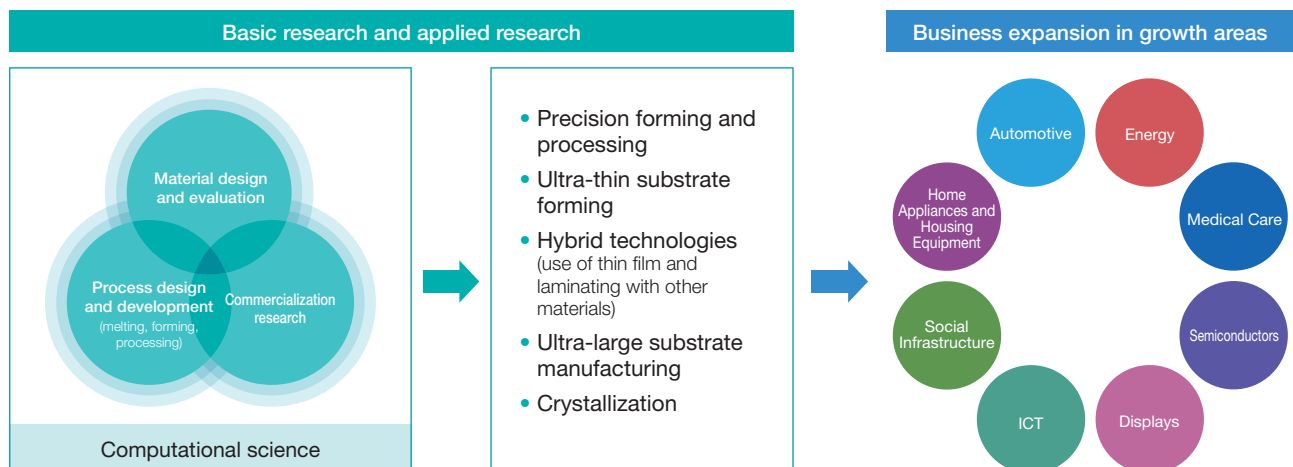 Basic research and applied research
Material design
and evaluation
Process design
and development
(melting, forming,
processing)
Commercialization
research
Computational science
• Precision forming and
processing
• Ultra-thin substrate
forming
• Hybrid technologies
(use of thin film and
laminating with other
materials)
• Ultra-large substrate
manufacturing
• Crystallization
Business expansion in growth areas
Automotive
Energy
Home
Appliances and
Housing
Equipment
Medical Care
Social
Infrastructure
Semiconductors
ICT
Displays